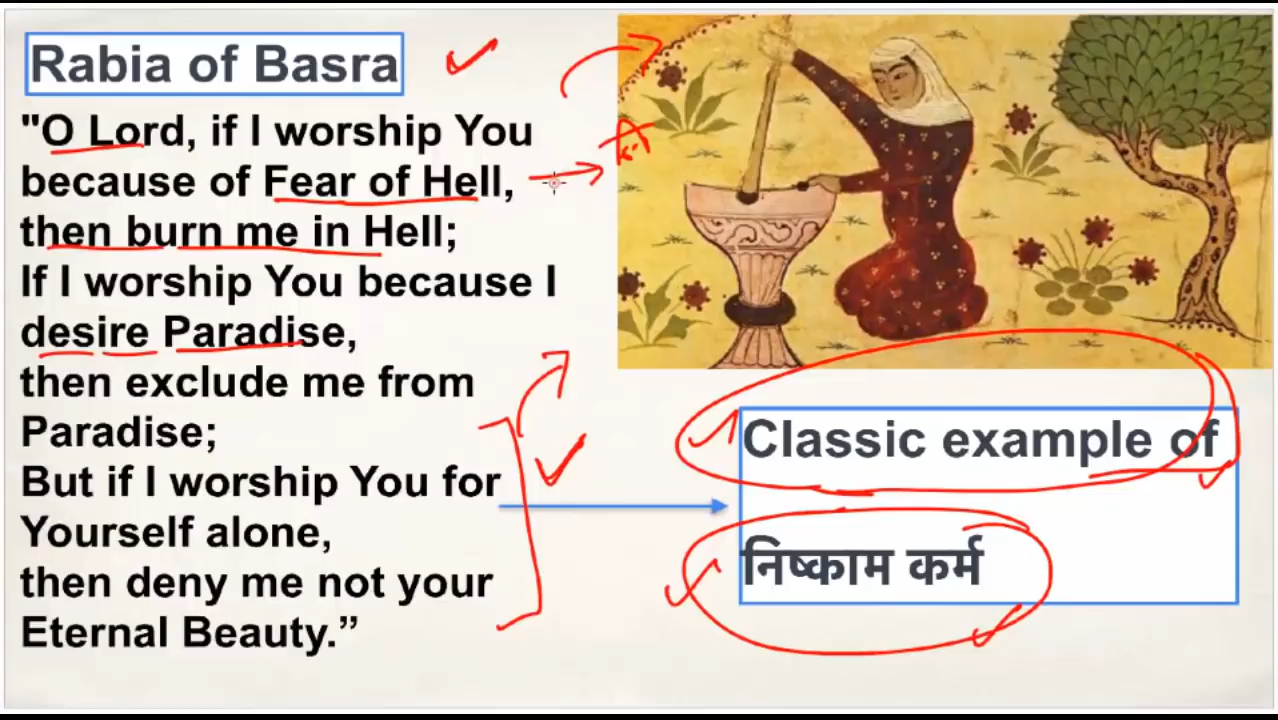 Rabia of Basra
"O Lord, if I worship You
because of Fear of Hell,
then burn me in Hell;
If I worship You because I
desire Paradise,
then exclude me from
Paradise;
But if I worship You for
Yourself alone,
then deny me not your
Eternal Beauty.”
Classic example of
निष्काम कर्म